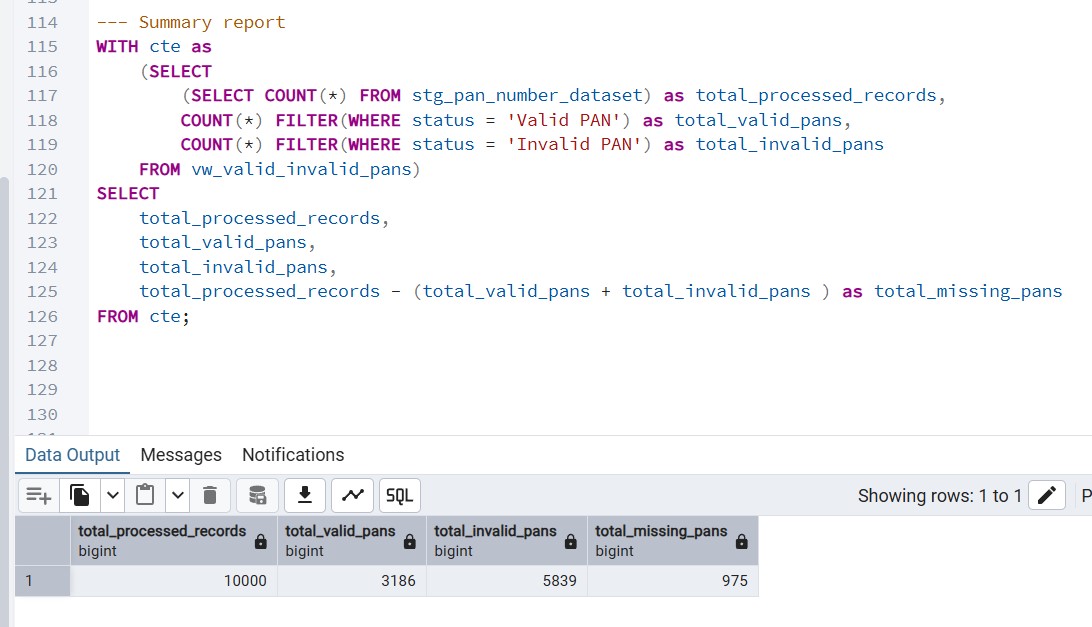 114 --- Summary report
115 WITH cte as
116 (SELECT
117 (SELECT COUNT(*) FROM stg_pan_number_dataset) as total_processed_records,
118 COUNT(*) FILTER(WHERE status = 'Valid PAN') as total_valid_pans,
119 COUNT(*) FILTER(WHERE status = 'Invalid PAN') as total_invalid_pans
120 FROM vw_valid_invalid_pans)
121 SELECT
122 total_processed_records,
123 total_valid_pans,
124 total_invalid_pans,
125 total_processed_records - (total_valid_pans + total_invalid_pans ) as total_missing_pans
126 FROM cte;
127
128
129
130
Data Output Messages Notifications
SQL Showing rows: 1 to 1 P
total_processed_records total_valid_pans total_invalid_pans total_missing_pans
bigint bigint bigint bigint
1 10000 3186 5839 975